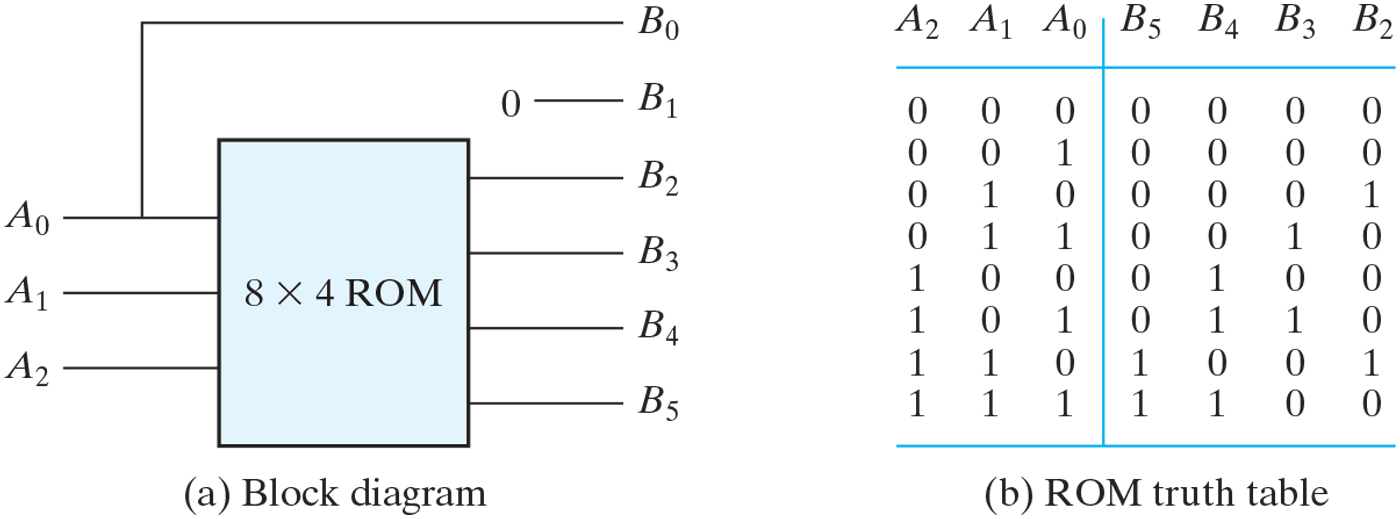 B₀
0 B₁
B₂
A₀
B₃
A₁
8 × 4 ROM
B₄
A₂
B₅
(a) Block diagram
A₂ A₁ A₀ B₅ B₄ B₃ B₂
0 0 0 0 0 0 0
0 0 1 0 0 0 0
0 1 0 0 0 0 1
0 1 1 0 0 1 0
1 0 0 0 1 0 0
1 0 1 0 1 1 0
1 1 0 1 0 0 1
1 1 1 1 1 0 0
(b) ROM truth table